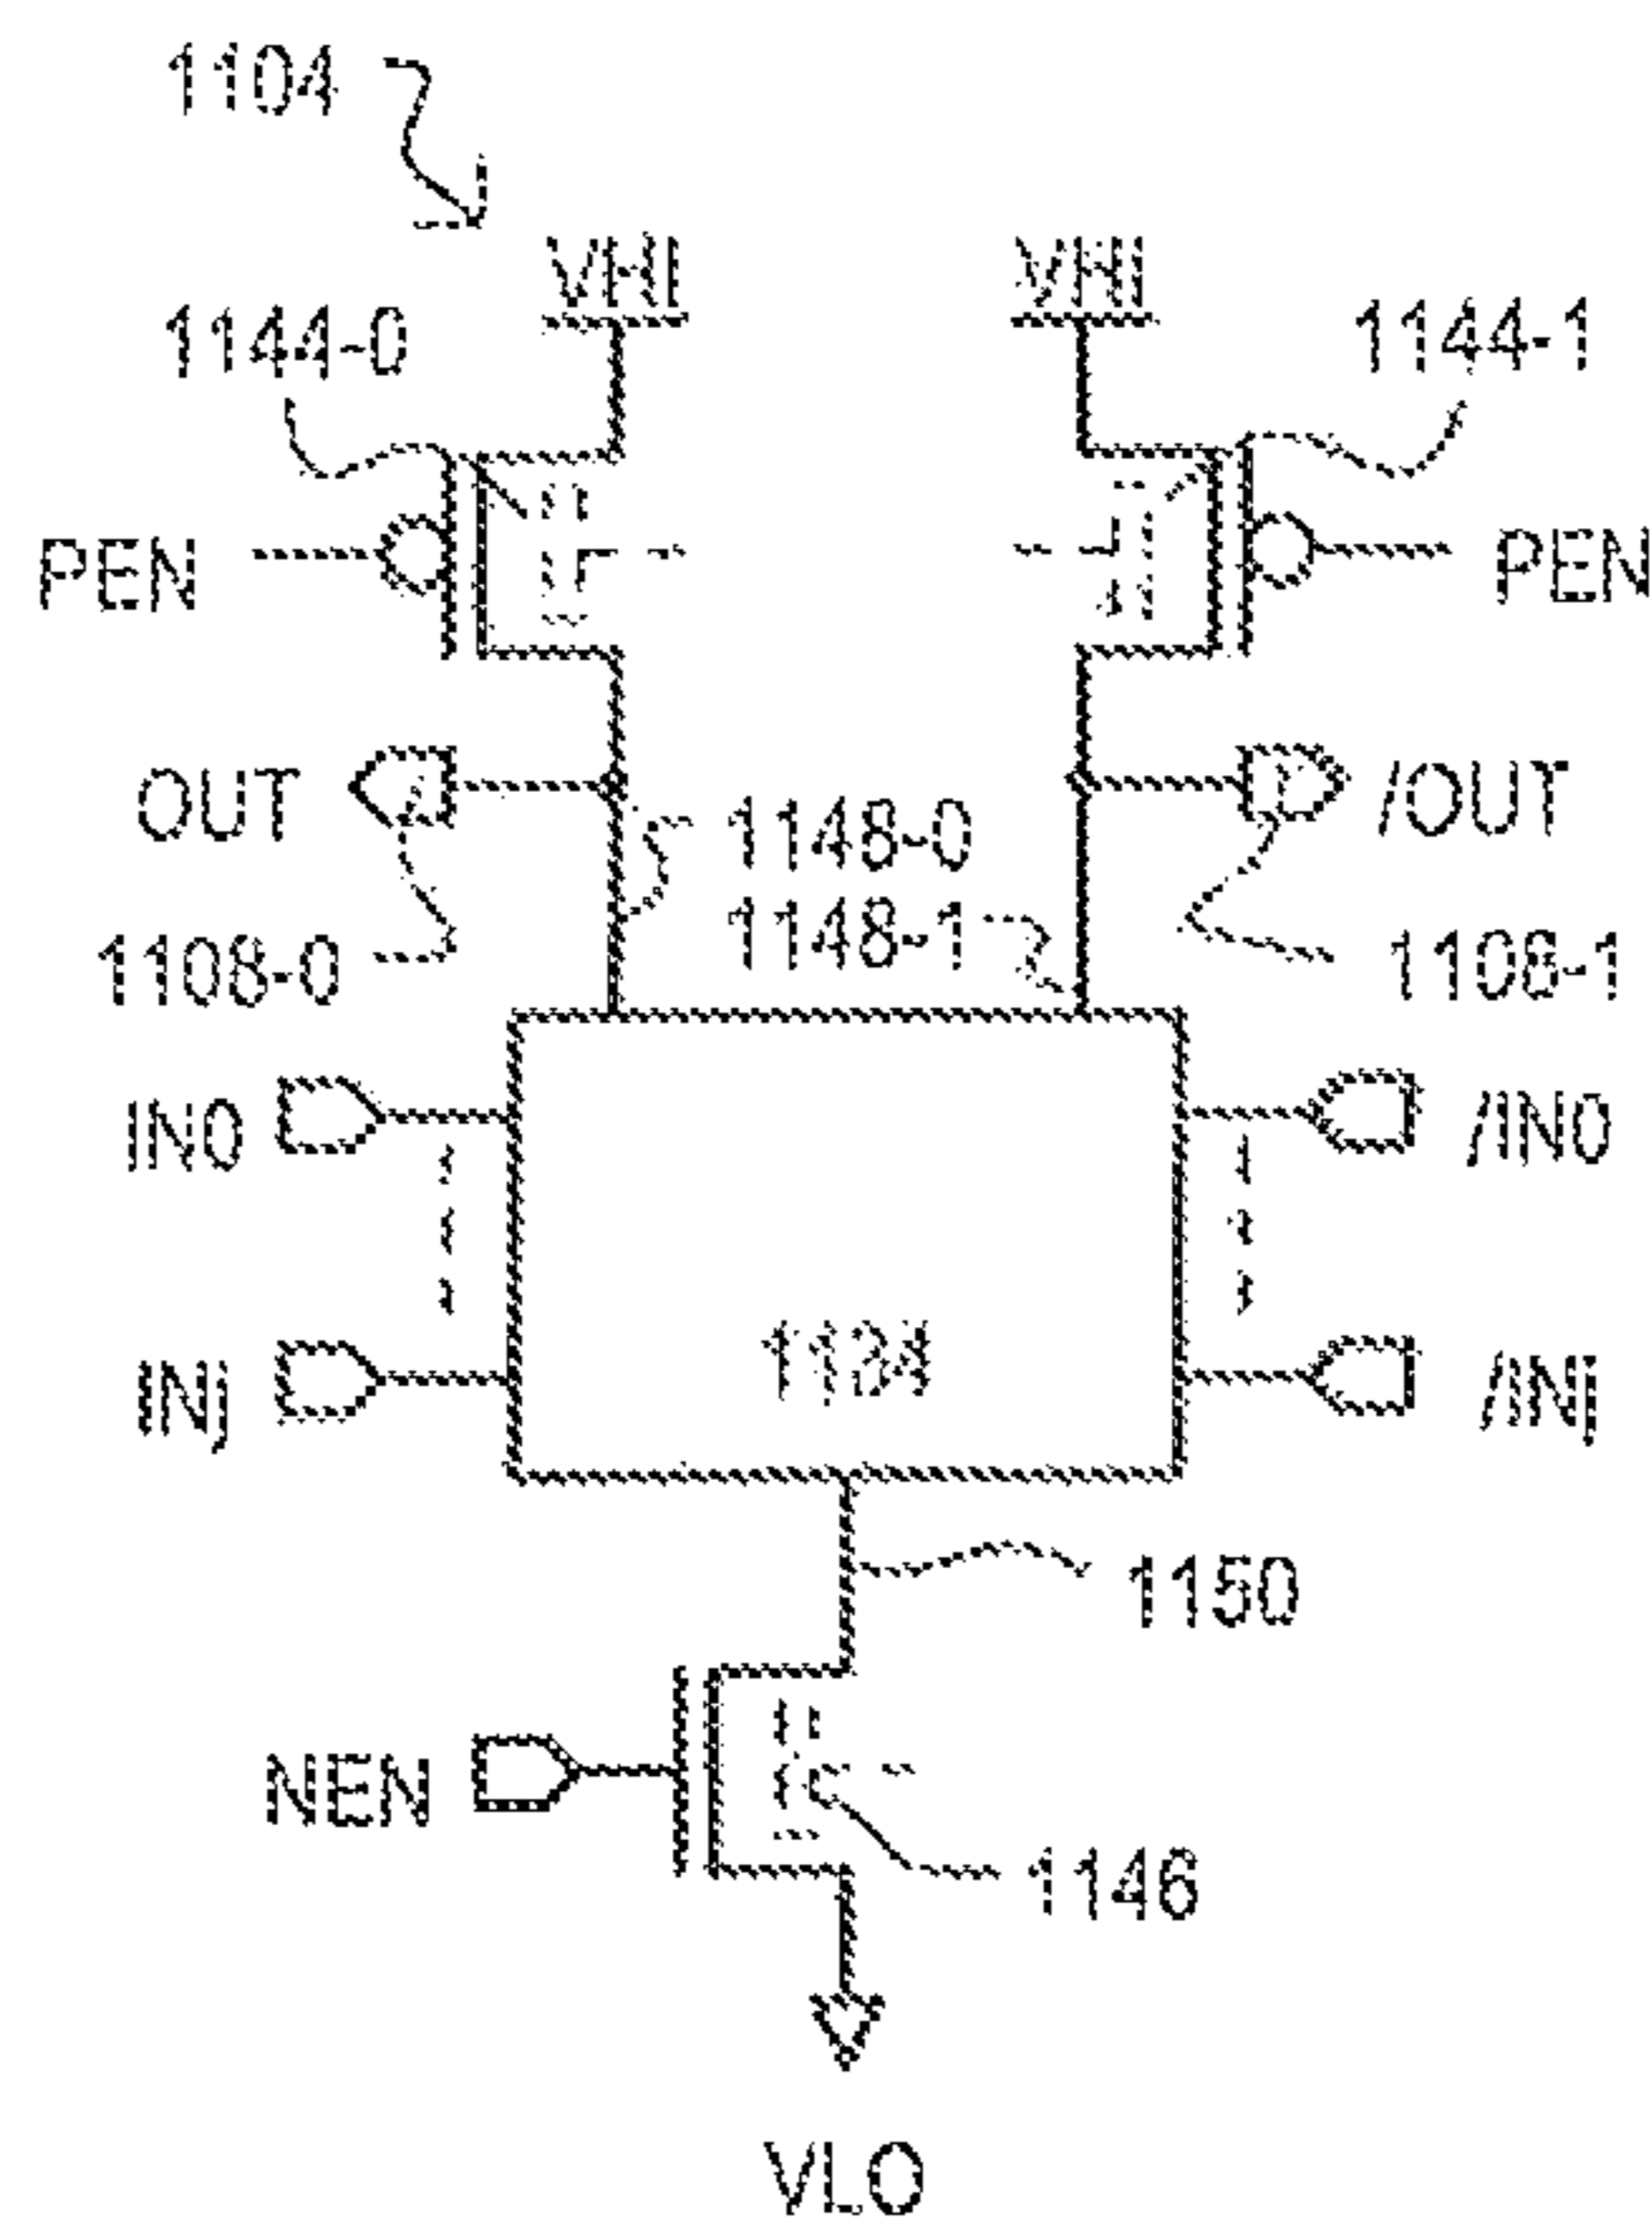 1104
VHI VHI
1144-0 1144-1
PEN PEN
OUT /OUT
1148-0
1148-1
1108-0 1108-1
IN0 /IN0
1134
INj /INj
1150
NEN
1146
VLO